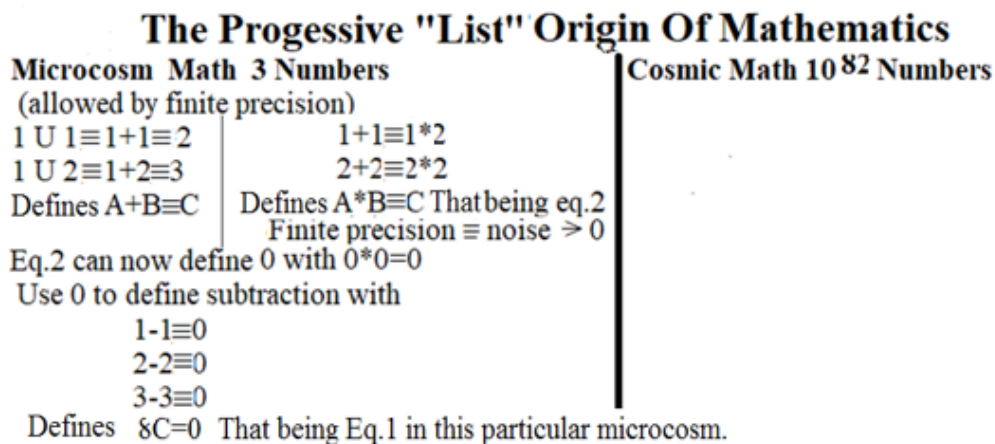 The Progessive "List" Origin Of Mathematics
Microcosm Math 3 Numbers
(allowed by finite precision)
1 U 1≡1+1≡2
1 U 2≡1+2≡3
Defines A+B≡C
1+1≡1*2
2+2≡2*2
Defines A*B≡C That being eq.2
Finite precision ≡ noise > 0
Eq.2 can now define 0 with 0*0=0
Use 0 to define subtraction with
1-1≡0
2-2≡0
3-3≡0
Defines δC=0 That being Eq.1 in this particular microcosm.
Cosmic Math 10 82 Numbers